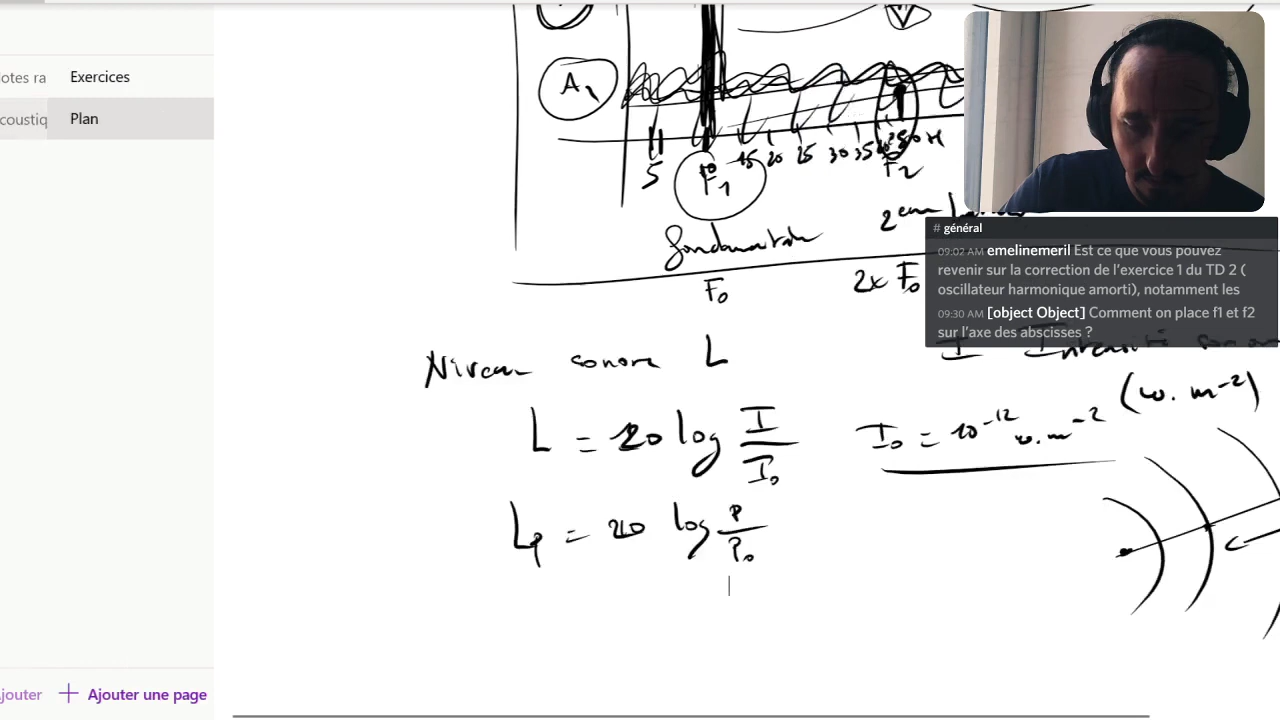 otes ra
Exercices
coustiq
Plan
A1
5 10 15 20 25 30 35
F1
F2
fondamentale
F0
2x F0
# général
09:02 AM emelinemeril Est ce que vous pouvez
revenir sur la correction de l'exercice 1 du TD 2 (
oscillateur harmonique amorti), notamment les
09:30 AM [object Object] Comment on place f1 et f2
sur l'axe des abscisses ?
Niveau sonore L
I Intensité
(w.m⁻²)
L = 20 log I/I0
I0 = 10⁻¹² w.m⁻²
Lp = 20 log P/P0
jouter
Ajouter une page